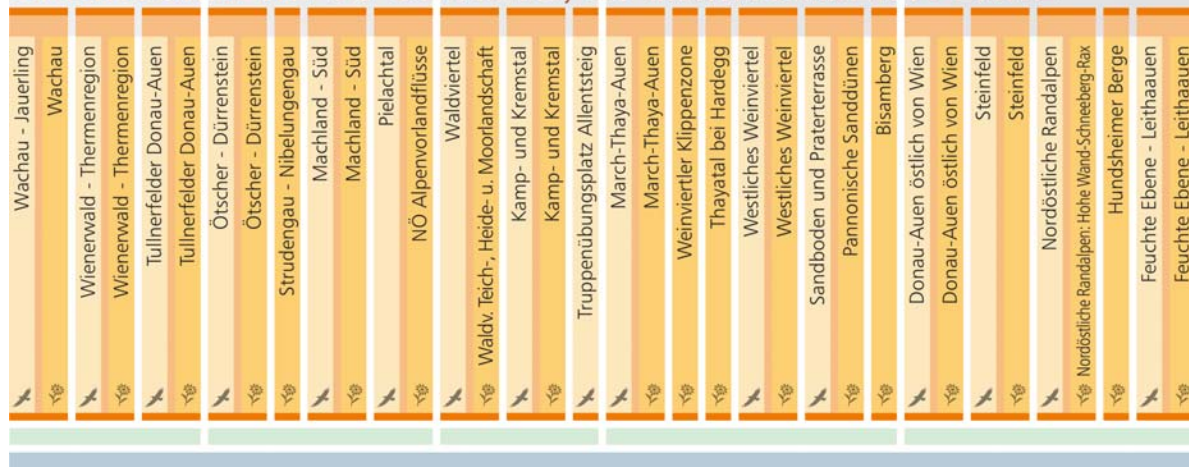 Wachau - Jauerling
Wachau
Wienerwald - Thermenregion
Wienerwald - Thermenregion
Tullnerfelder Donau-Auen
Tullnerfelder Donau-Auen
Ötscher - Dürrenstein
Ötscher - Dürrenstein
Strudengau - Nibelungengau
Machland - Süd
Machland - Süd
Pielachtal
NÖ Alpenvorlandflüsse
Waldviertel
Waldv. Teich-, Heide- u. Moorlandschaft
Kamp- und Kremstal
Kamp- und Kremstal
Truppenübungsplatz Allentsteig
March-Thaya-Auen
March-Thaya-Auen
Weinviertler Klippenzone
Thayatal bei Hardegg
Westliches Weinviertel
Westliches Weinviertel
Sandboden und Praterterrasse
Pannonische Sanddünen
Bisamberg
Donau-Auen östlich von Wien
Donau-Auen östlich von Wien
Steinfeld
Steinfeld
Nordöstliche Randalpen
Nordöstliche Randalpen: Hohe Wand-Schneeberg-Rax
Hundsheimer Berge
Feuchte Ebene - Leithaauen
Feuchte Ebene - Leithaauen